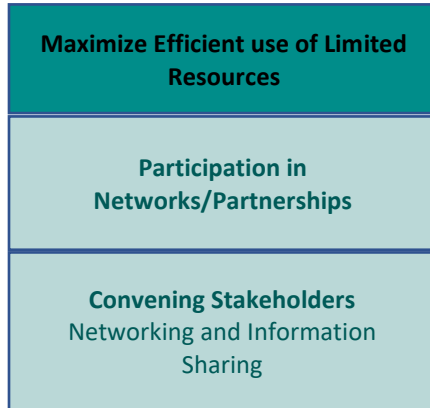 Maximize Efficient use of Limited
Resources
Participation in
Networks/Partnerships
Convening Stakeholders
Networking and Information
Sharing